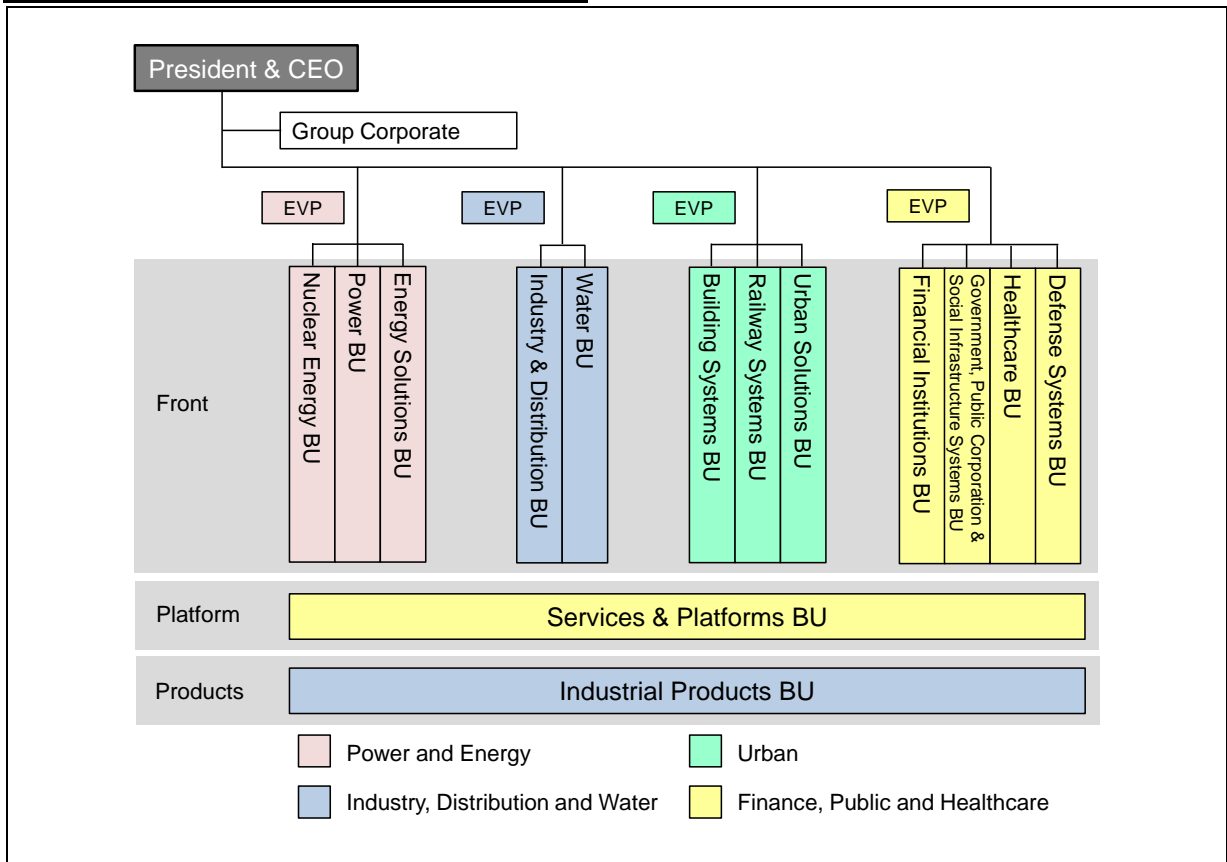 President & CEO
Group Corporate
EVP
EVP
EVP
EVP
Front
Nuclear Energy BU
Power BU
Energy Solutions BU
Industry & Distribution BU
Water BU
Building Systems BU
Railway Systems BU
Urban Solutions BU
Financial Institutions BU
Government, Public Corporation &
Social Infrastructure Systems BU
Healthcare BU
Defense Systems BU
Platform
Services & Platforms BU
Products
Industrial Products BU
Power and Energy
Urban
Industry, Distribution and Water
Finance, Public and Healthcare